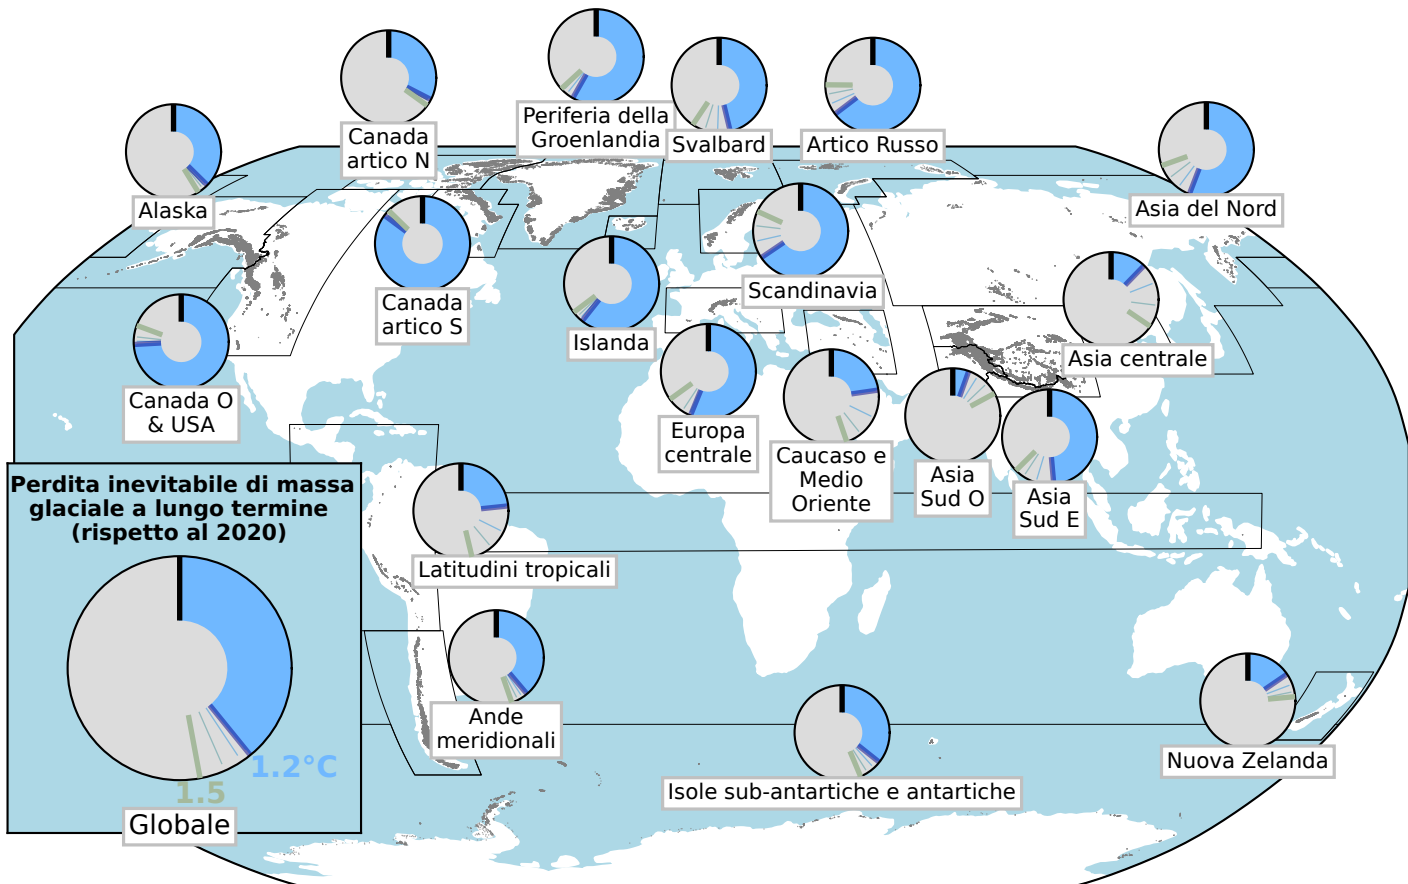 Canada
artico N
Periferia della
Groenlandia
Svalbard
Artico Russo
Alaska
Asia del Nord
Canada
artico S
Scandinavia
Islanda
Asia centrale
Canada O
& USA
Europa
centrale
Caucaso e
Medio
Oriente
Asia
Sud O
Asia
Sud E
Perdita inevitabile di massa
glaciale a lungo termine
(rispetto al 2020)
1.2°C
1.5
Globale
Latitudini tropicali
Ande
meridionali
Isole sub-antartiche e antartiche
Nuova Zelanda